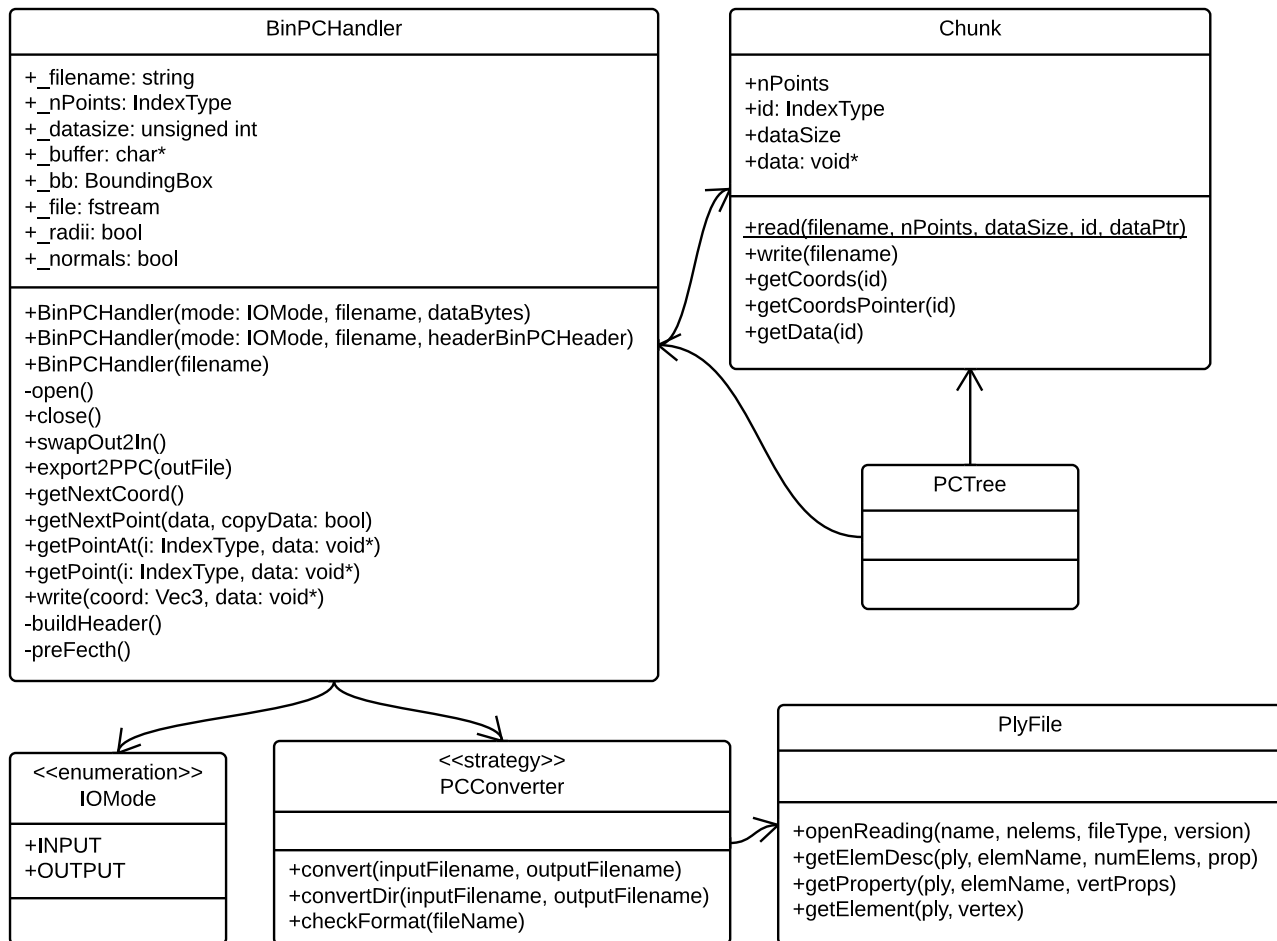 BinPCHandler
+_filename: string
+_nPoints: IndexType
+_datasize: unsigned int
+_buffer: char*
+_bb: BoundingBox
+_file: fstream
+_radii: bool
+_normals: bool
+BinPCHandler(mode: IOMode, filename, dataBytes)
+BinPCHandler(mode: IOMode, filename, headerBinPCHeader)
+BinPCHandler(filename)
-open()
+close()
+swapOut2In()
+export2PPC(outFile)
+getNextCoord()
+getNextPoint(data, copyData: bool)
+getPointAt(i: IndexType, data: void*)
+getPoint(i: IndexType, data: void*)
+write(coord: Vec3, data: void*)
-buildHeader()
-preFecth()
Chunk
+nPoints
+id: IndexType
+dataSize
+data: void*
+read(filename, nPoints, dataSize, id, dataPtr)
+write(filename)
+getCoords(id)
+getCoordsPointer(id)
+getData(id)
PCTree
<<enumeration>>
IOMode
+INPUT
+OUTPUT
<<strategy>>
PCConverter
+convert(inputFilename, outputFilename)
+convertDir(inputFilename, outputFilename)
+checkFormat(fileName)
PlyFile
+openReading(name, nelems, fileType, version)
+getElemDesc(ply, elemName, numElems, prop)
+getProperty(ply, elemName, vertProps)
+getElement(ply, vertex)